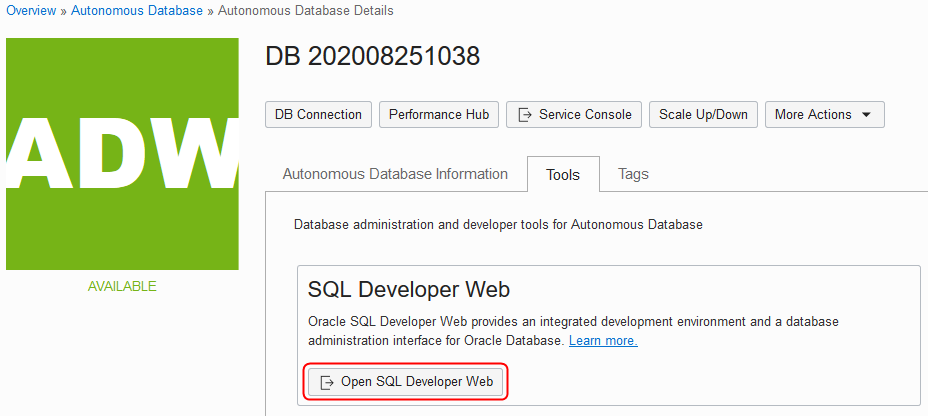 Overview » Autonomous Database » Autonomous Database Details
ADW
AVAILABLE
DB 202008251038
DB Connection Performance Hub Service Console Scale Up/Down More Actions
Autonomous Database Information Tools Tags
Database administration and developer tools for Autonomous Database
SQL Developer Web
Oracle SQL Developer Web provides an integrated development environment and a database
administration interface for Oracle Database. Learn more.
Open SQL Developer Web